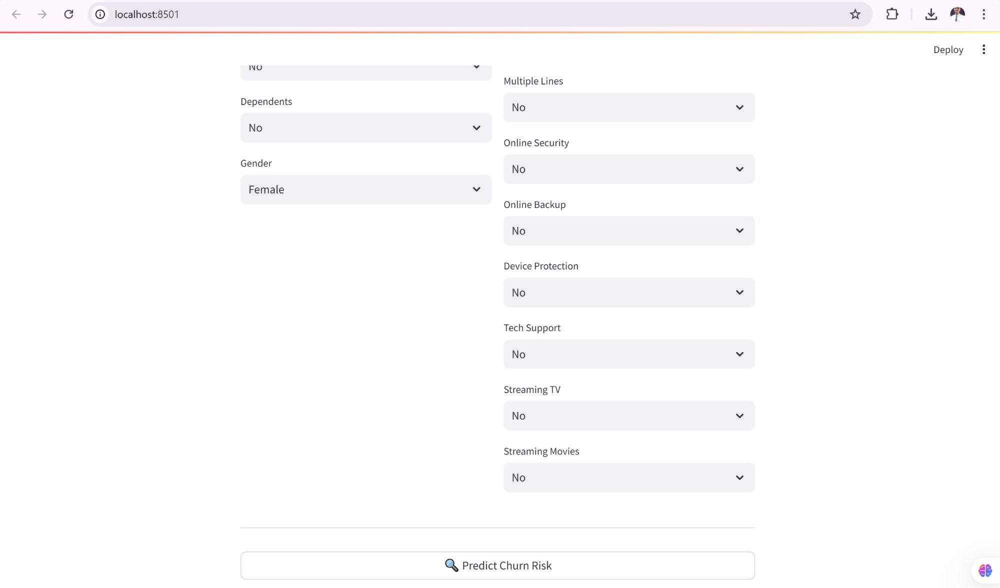 localhost:8501
Deploy
No
Dependents
No
Gender
Female
Multiple Lines
No
Online Security
No
Online Backup
No
Device Protection
No
Tech Support
No
Streaming TV
No
Streaming Movies
No
Predict Churn Risk